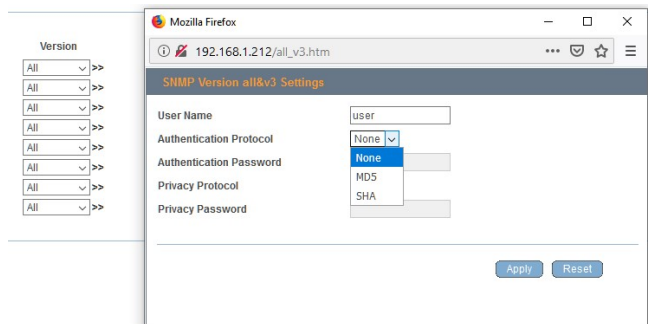 Mozilla Firefox
192.168.1.212/all_v3.htm
Version
All >>
All >>
All >>
All >>
All >>
All >>
All >>
All >>
SNMP Version all&v3 Settings
User Name user
Authentication Protocol None
None
MD5
SHA
Authentication Password
Privacy Protocol
Privacy Password
Apply Reset